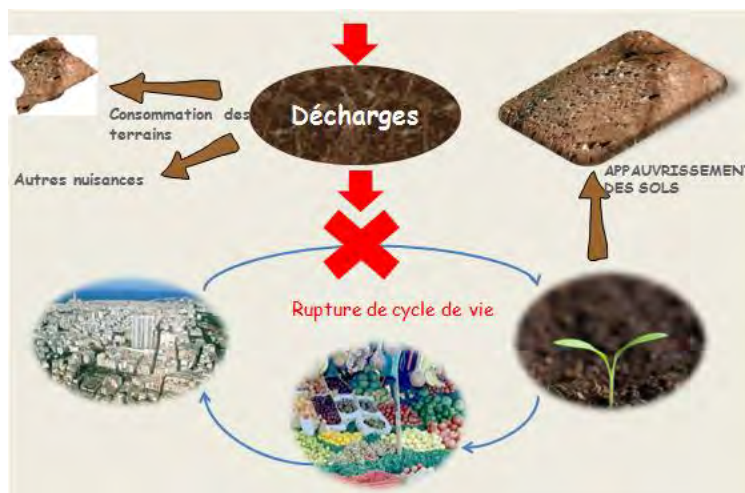 Décharges
Consommation des
terrains
Autres nuisances
APPAUVRISSEMENT
DES SOLS
Rupture de cycle de vie